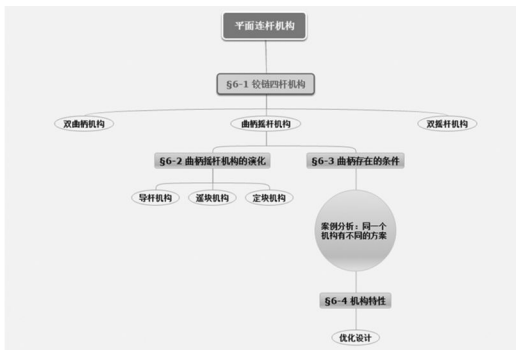 平面连杆机构
§6-1 铰链四杆机构
双曲柄机构
曲柄摇杆机构
双摇杆机构
§6-2 曲柄摇杆机构的演化
§6-3 曲柄存在的条件
导杆机构
遥块机构
定块机构
案例分析：同一个
机构有不同的方案
§6-4 机构特性
优化设计